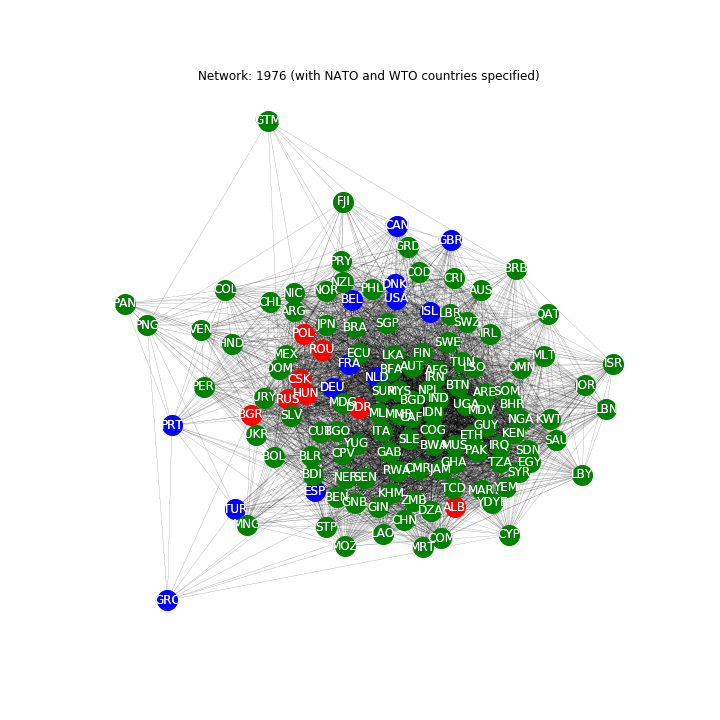 Network: 1976 (with NATO and WTO countries specified)
GTM
FJI
CAN
GBR
GRD
PRY
COD
BRB
CRI
NZL
DNK
PHL
NOR
COL
NIC
AUS
USA
BEL
CHL
PAN
ARG
ISL
LBR
QAT
PNG
SWZ
SGP
JPN
BRA
VEN
POL
IRL
HND
SWE
ROU
ECU
FIN
LKA
MEX
MLT
TUN
FRA
ISR
AUT
LSO
DOM
BFA
OMN
AFG
NLD
IRN
CSK
BTN
JOR
PER
DEU
NPL
SUR
ARE
SOM
HUN
URY
RUS
IND
BGD
MDG
UGA
BHR
DDR
LBN
MDV
IDN
BGR
SLV
CAF
NGA
KWT
PRT
GUY
COG
ITA
CUB
TGO
KEN
UKR
ETH
SLE
SAU
YUG
BWA
MUS
IRQ
PAK
GAB
CPV
SDN
BLR
BOL
JAM
GHA
TZA
EGY
CMR
RWA
SYR
BDI
LBY
NER
SEN
TCD
YEM
ESP
KHM
BEN
ZMB
GNB
YDYE
GIN
ALB
TUR
DZA
CHN
MNG
STP
LAO
CYP
COM
MOZ
MRT
GRC